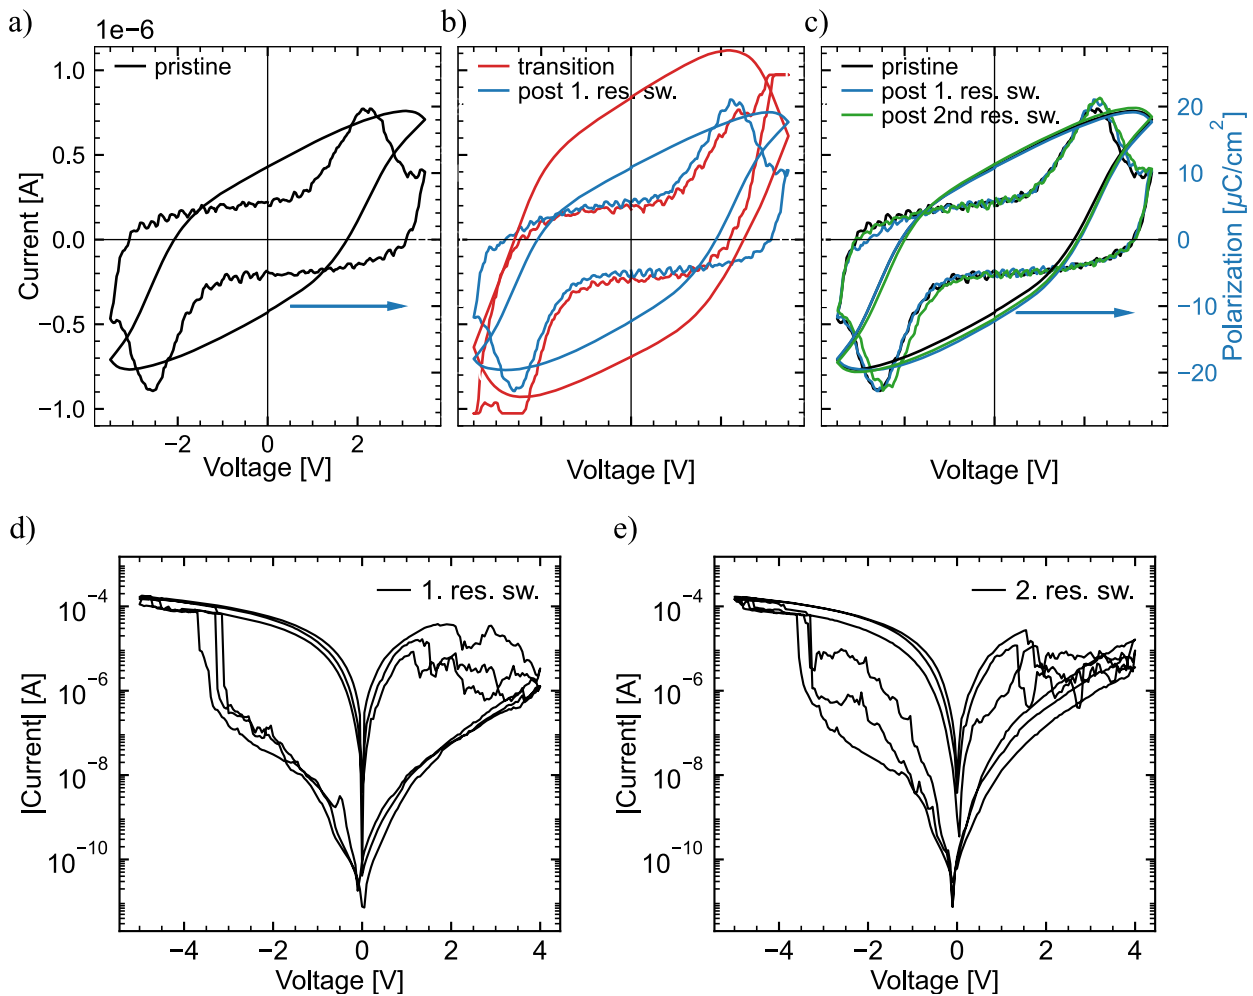 a)
1e−6
b)
c)
pristine
transition
post 1. res. sw.
pristine
post 1. res. sw.
post 2nd res. sw.
1.0
0.5
0.0
−0.5
−1.0
Current [A]
20
10
0
−10
−20
Polarization [µC/cm²]
−2
0
2
Voltage [V]
Voltage [V]
Voltage [V]
d)
e)
1. res. sw.
10⁻⁴
10⁻⁶
10⁻⁸
10⁻¹⁰
|Current| [A]
−4
−2
0
2
4
Voltage [V]
2. res. sw.
10⁻⁴
10⁻⁶
10⁻⁸
10⁻¹⁰
|Current| [A]
−4
−2
0
2
4
Voltage [V]